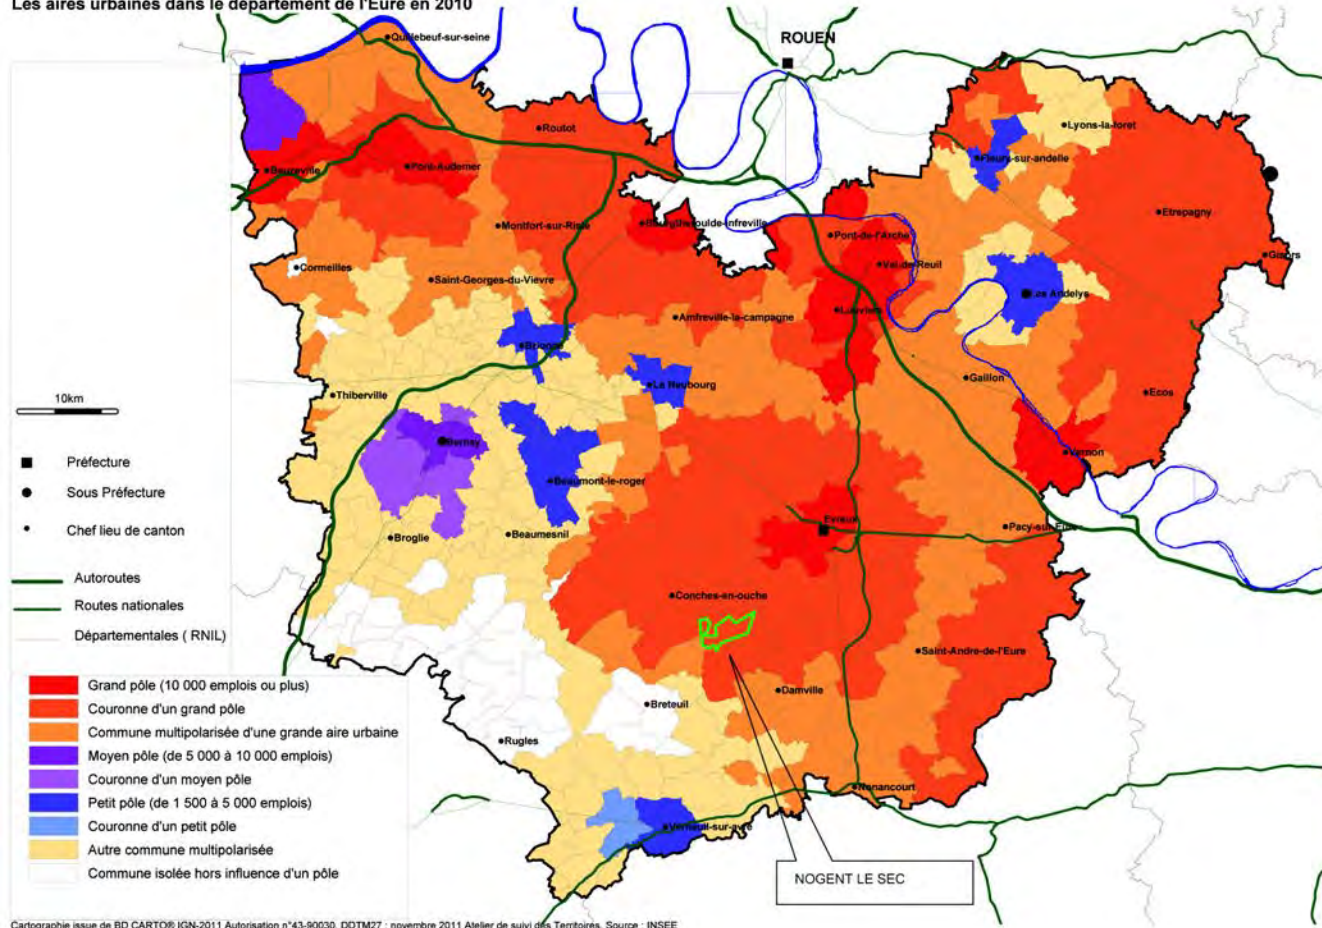 Les aires urbaines dans le département de l'Eure en 2010
ROUEN
Quillebeuf-sur-seine
Routot
Lyons-la-foret
Fleury-sur-andelle
Beuzeville
Pont-Audemer
Etrepagny
Montfort-sur-Risle
Bourgtheroulde-Infreville
Pont-de-l'Arche
Val-de-Reuil
Gisors
Cormeilles
Saint-Georges-du-Vievre
Les Andelys
Amfreville-la-campagne
Louviers
Brionne
Le Neubourg
Gaillon
Thiberville
Ecos
10km
Bernay
Vernon
Préfecture
Sous Préfecture
Beaumont-le-roger
Chef lieu de canton
Broglie
Beaumesnil
Evreux
Pacy-sur-Eure
Autoroutes
Conches-en-ouche
Routes nationales
Départementales ( RNIL)
Saint-Andre-de-l'Eure
Grand pôle (10 000 emplois ou plus)
Couronne d'un grand pôle
Commune multipolarisée d'une grande aire urbaine
Moyen pôle (de 5 000 à 10 000 emplois)
Couronne d'un moyen pôle
Petit pôle (de 1 500 à 5 000 emplois)
Couronne d'un petit pôle
Autre commune multipolarisée
Commune isolée hors influence d'un pôle
Damville
Breteuil
Rugles
Nonancourt
Verneuil-sur-avre
NOGENT LE SEC
Cartographie issue de BD CARTO® IGN-2011 Autorisation n°43-90030, DDTM27 : novembre 2011 Atelier de suivi des Territoires, Source : INSEE